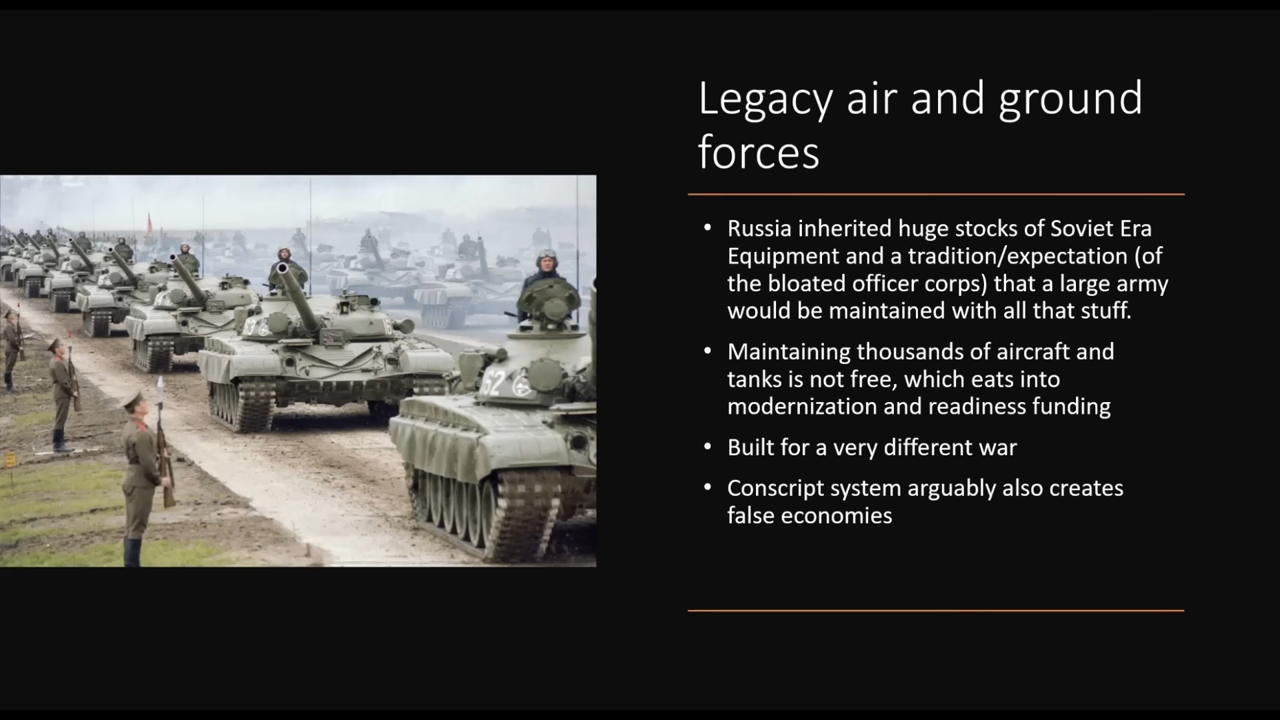 Legacy air and ground
forces
• Russia inherited huge stocks of Soviet Era
Equipment and a tradition/expectation (of
the bloated officer corps) that a large army
would be maintained with all that stuff.
• Maintaining thousands of aircraft and
tanks is not free, which eats into
modernization and readiness funding
• Built for a very different war
• Conscript system arguably also creates
false economies
62